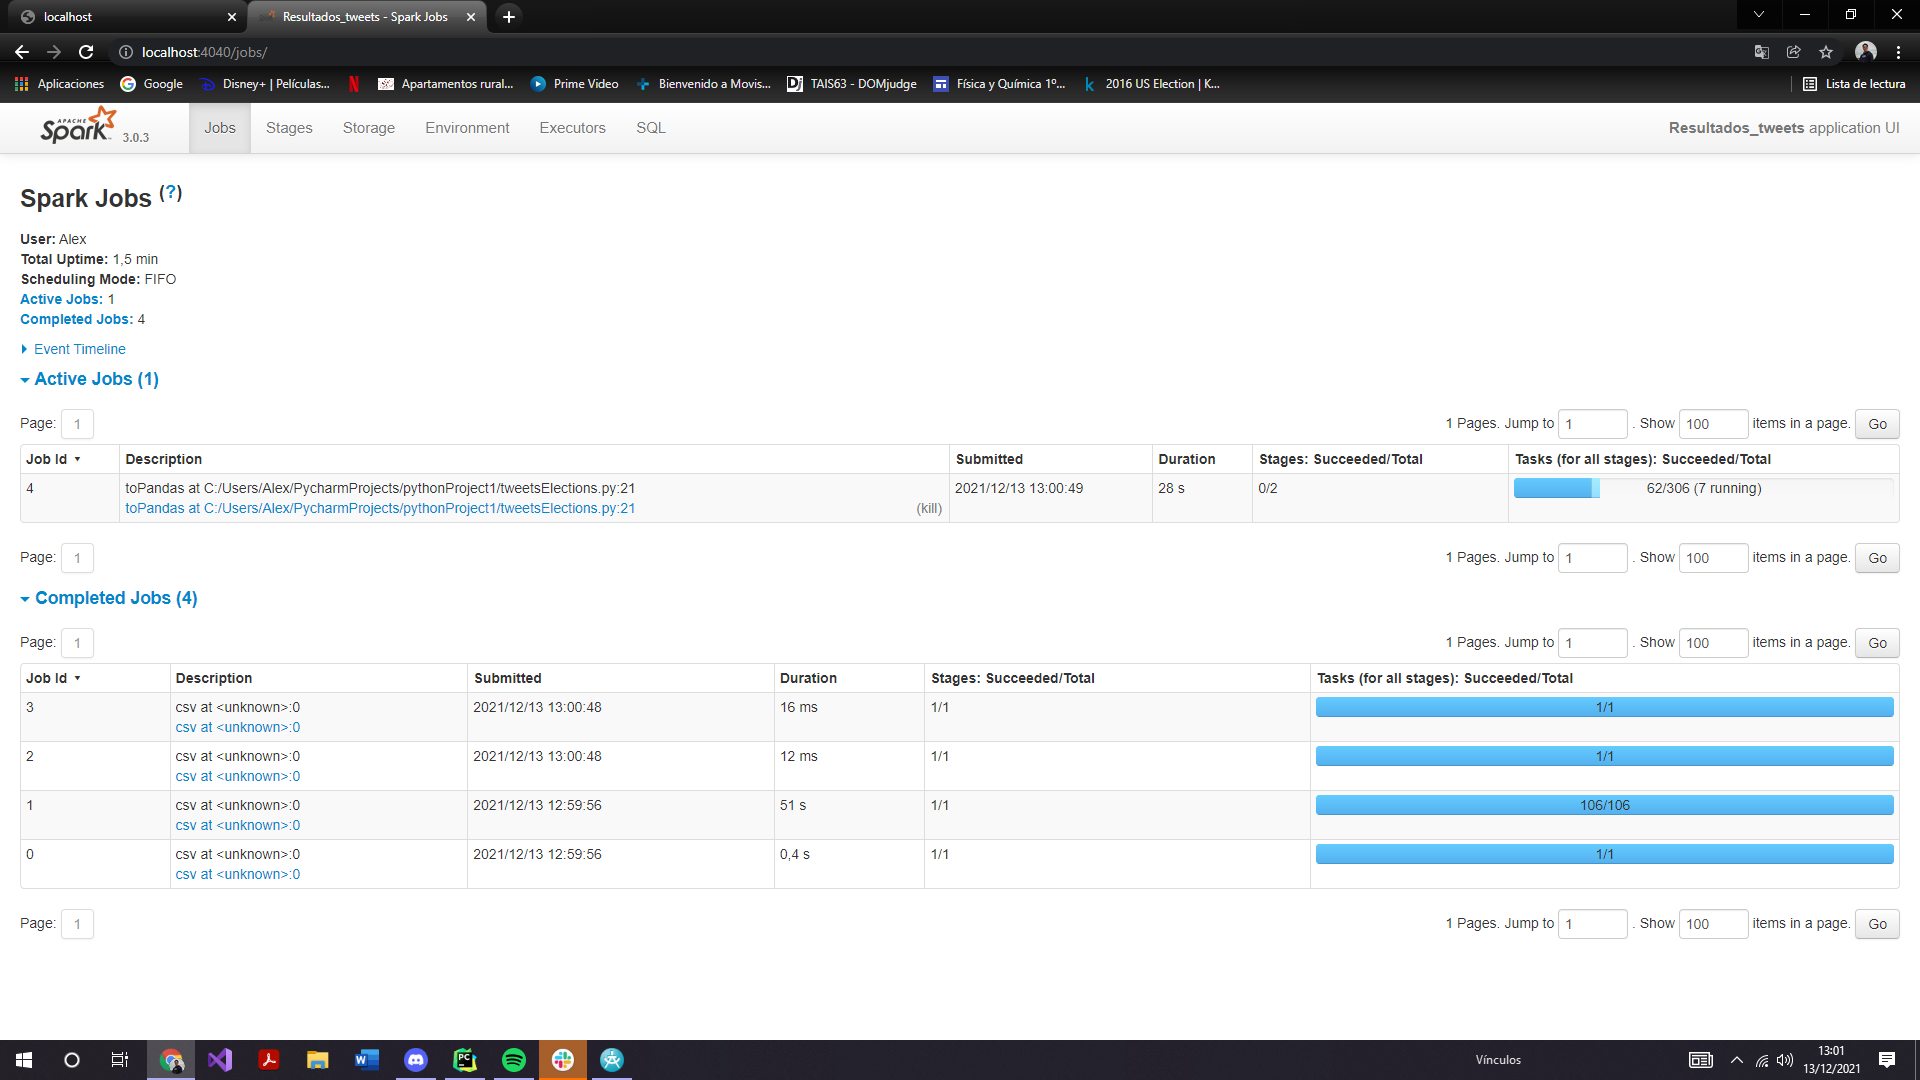 localhost
Resultados_tweets - Spark Jobs
localhost:4040/jobs/
Aplicaciones Google Disney+ | Películas... Apartamentos rural... Prime Video Bienvenido a Movis... TAIS63 - DOMjudge Física y Química 1º... 2016 US Election | K... Lista de lectura
APACHE Spark 3.0.3 Jobs Stages Storage Environment Executors SQL Resultados_tweets application UI
Spark Jobs (?)
User: Alex
Total Uptime: 1,5 min
Scheduling Mode: FIFO
Active Jobs: 1
Completed Jobs: 4
Event Timeline
Active Jobs (1)
Page: 1 1 Pages. Jump to 1 . Show 100 items in a page. Go
Job Id Description Submitted Duration Stages: Succeeded/Total Tasks (for all stages): Succeeded/Total
4 toPandas at C:/Users/Alex/PycharmProjects/pythonProject1/tweetsElections.py:21 2021/12/13 13:00:49 28 s 0/2 62/306 (7 running)
toPandas at C:/Users/Alex/PycharmProjects/pythonProject1/tweetsElections.py:21 (kill)
Page: 1 1 Pages. Jump to 1 . Show 100 items in a page. Go
Completed Jobs (4)
Page: 1 1 Pages. Jump to 1 . Show 100 items in a page. Go
Job Id Description Submitted Duration Stages: Succeeded/Total Tasks (for all stages): Succeeded/Total
3 csv at <unknown>:0 2021/12/13 13:00:48 16 ms 1/1 1/1
csv at <unknown>:0
2 csv at <unknown>:0 2021/12/13 13:00:48 12 ms 1/1 1/1
csv at <unknown>:0
1 csv at <unknown>:0 2021/12/13 12:59:56 51 s 1/1 106/106
csv at <unknown>:0
0 csv at <unknown>:0 2021/12/13 12:59:56 0,4 s 1/1 1/1
csv at <unknown>:0
Page: 1 1 Pages. Jump to 1 . Show 100 items in a page. Go
Vínculos
13:01
13/12/2021